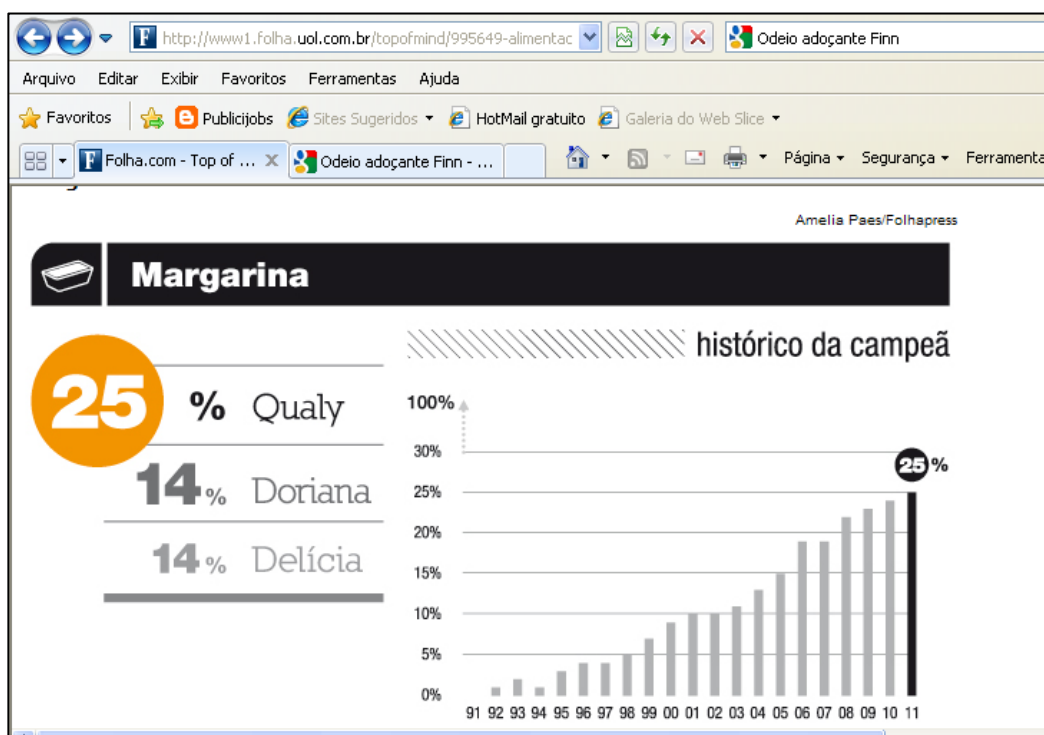 http://www1.folha.uol.com.br/topofmind/995649-alimentac
Odeio adoçante Finn
Arquivo Editar Exibir Favoritos Ferramentas Ajuda
Favoritos Publicijobs Sites Sugeridos HotMail gratuito Galeria do Web Slice
Folha.com - Top of ... Odeio adoçante Finn - ... Página Segurança Ferramenta
Amelia Paes/Folhapress
Margarina
25 % Qualy
14 % Doriana
14 % Delícia
histórico da campeã
100%
30%
25%
20%
15%
10%
5%
0%
25 %
91 92 93 94 95 96 97 98 99 00 01 02 03 04 05 06 07 08 09 10 11